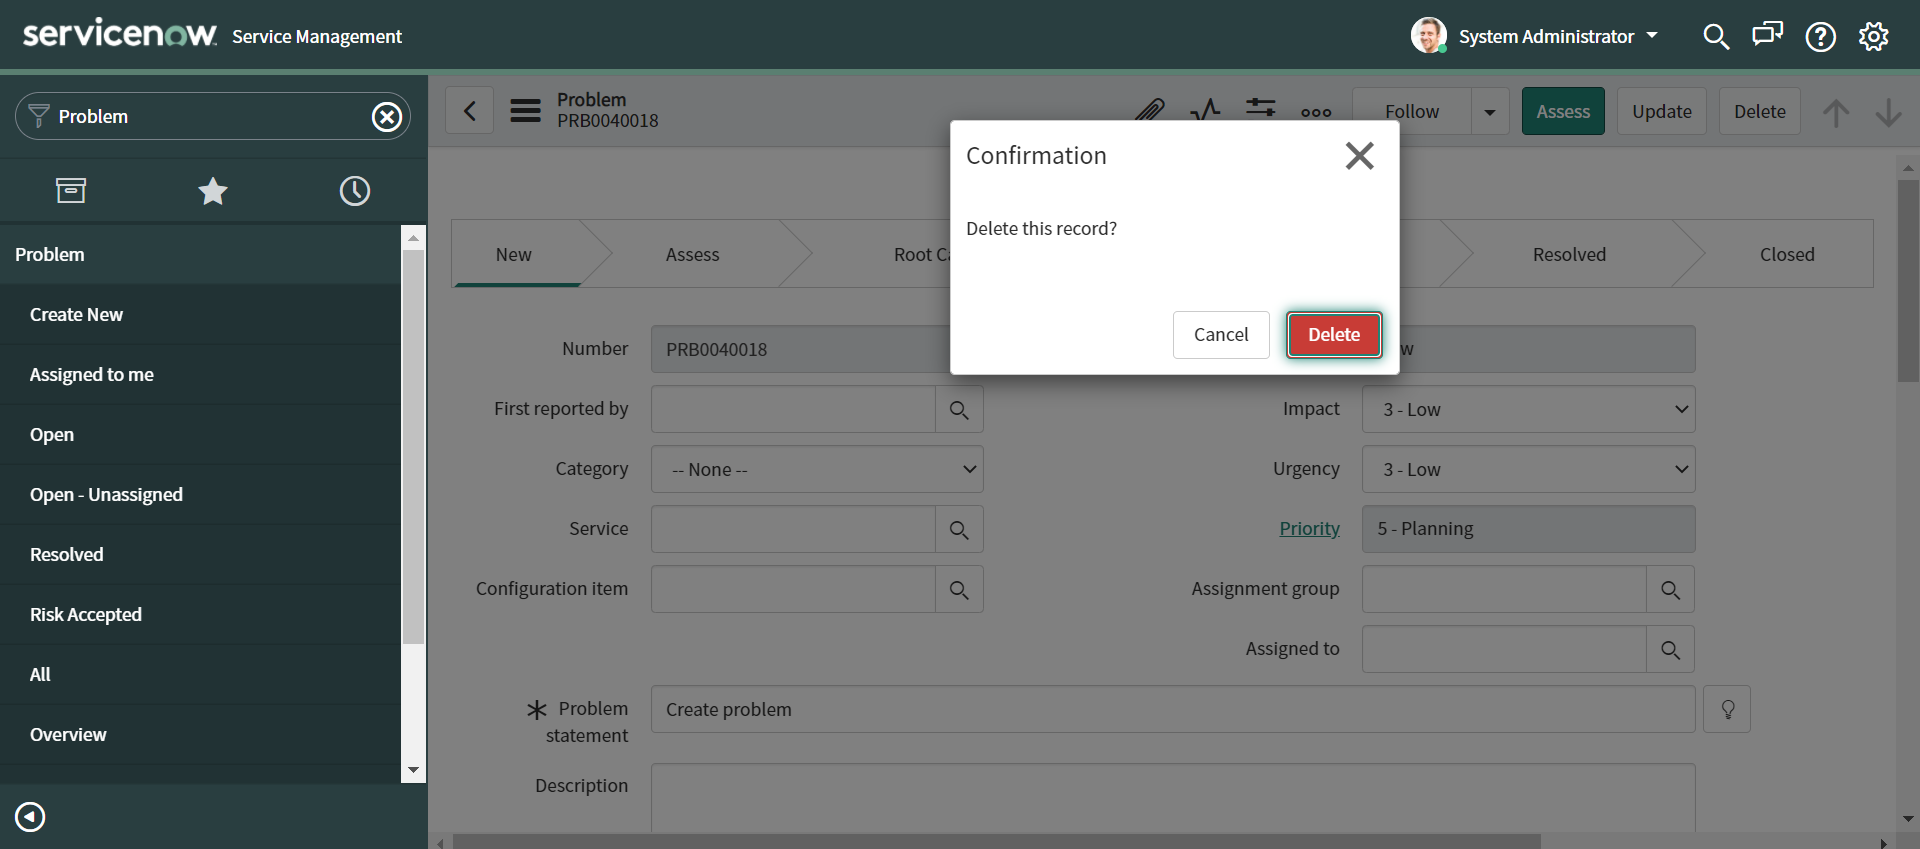 servicenow Service Management
System Administrator
Problem
Problem
PRB0040018
Follow
Assess
Update
Delete
Confirmation
Delete this record?
Cancel
Delete
Problem
Create New
Assigned to me
Open
Open - Unassigned
Resolved
Risk Accepted
All
Overview
New
Assess
Root
Resolved
Closed
Number
PRB0040018
First reported by
Impact
3 - Low
Category
-- None --
Urgency
3 - Low
Service
Priority
5 - Planning
Configuration item
Assignment group
Assigned to
Problem
statement
Create problem
Description